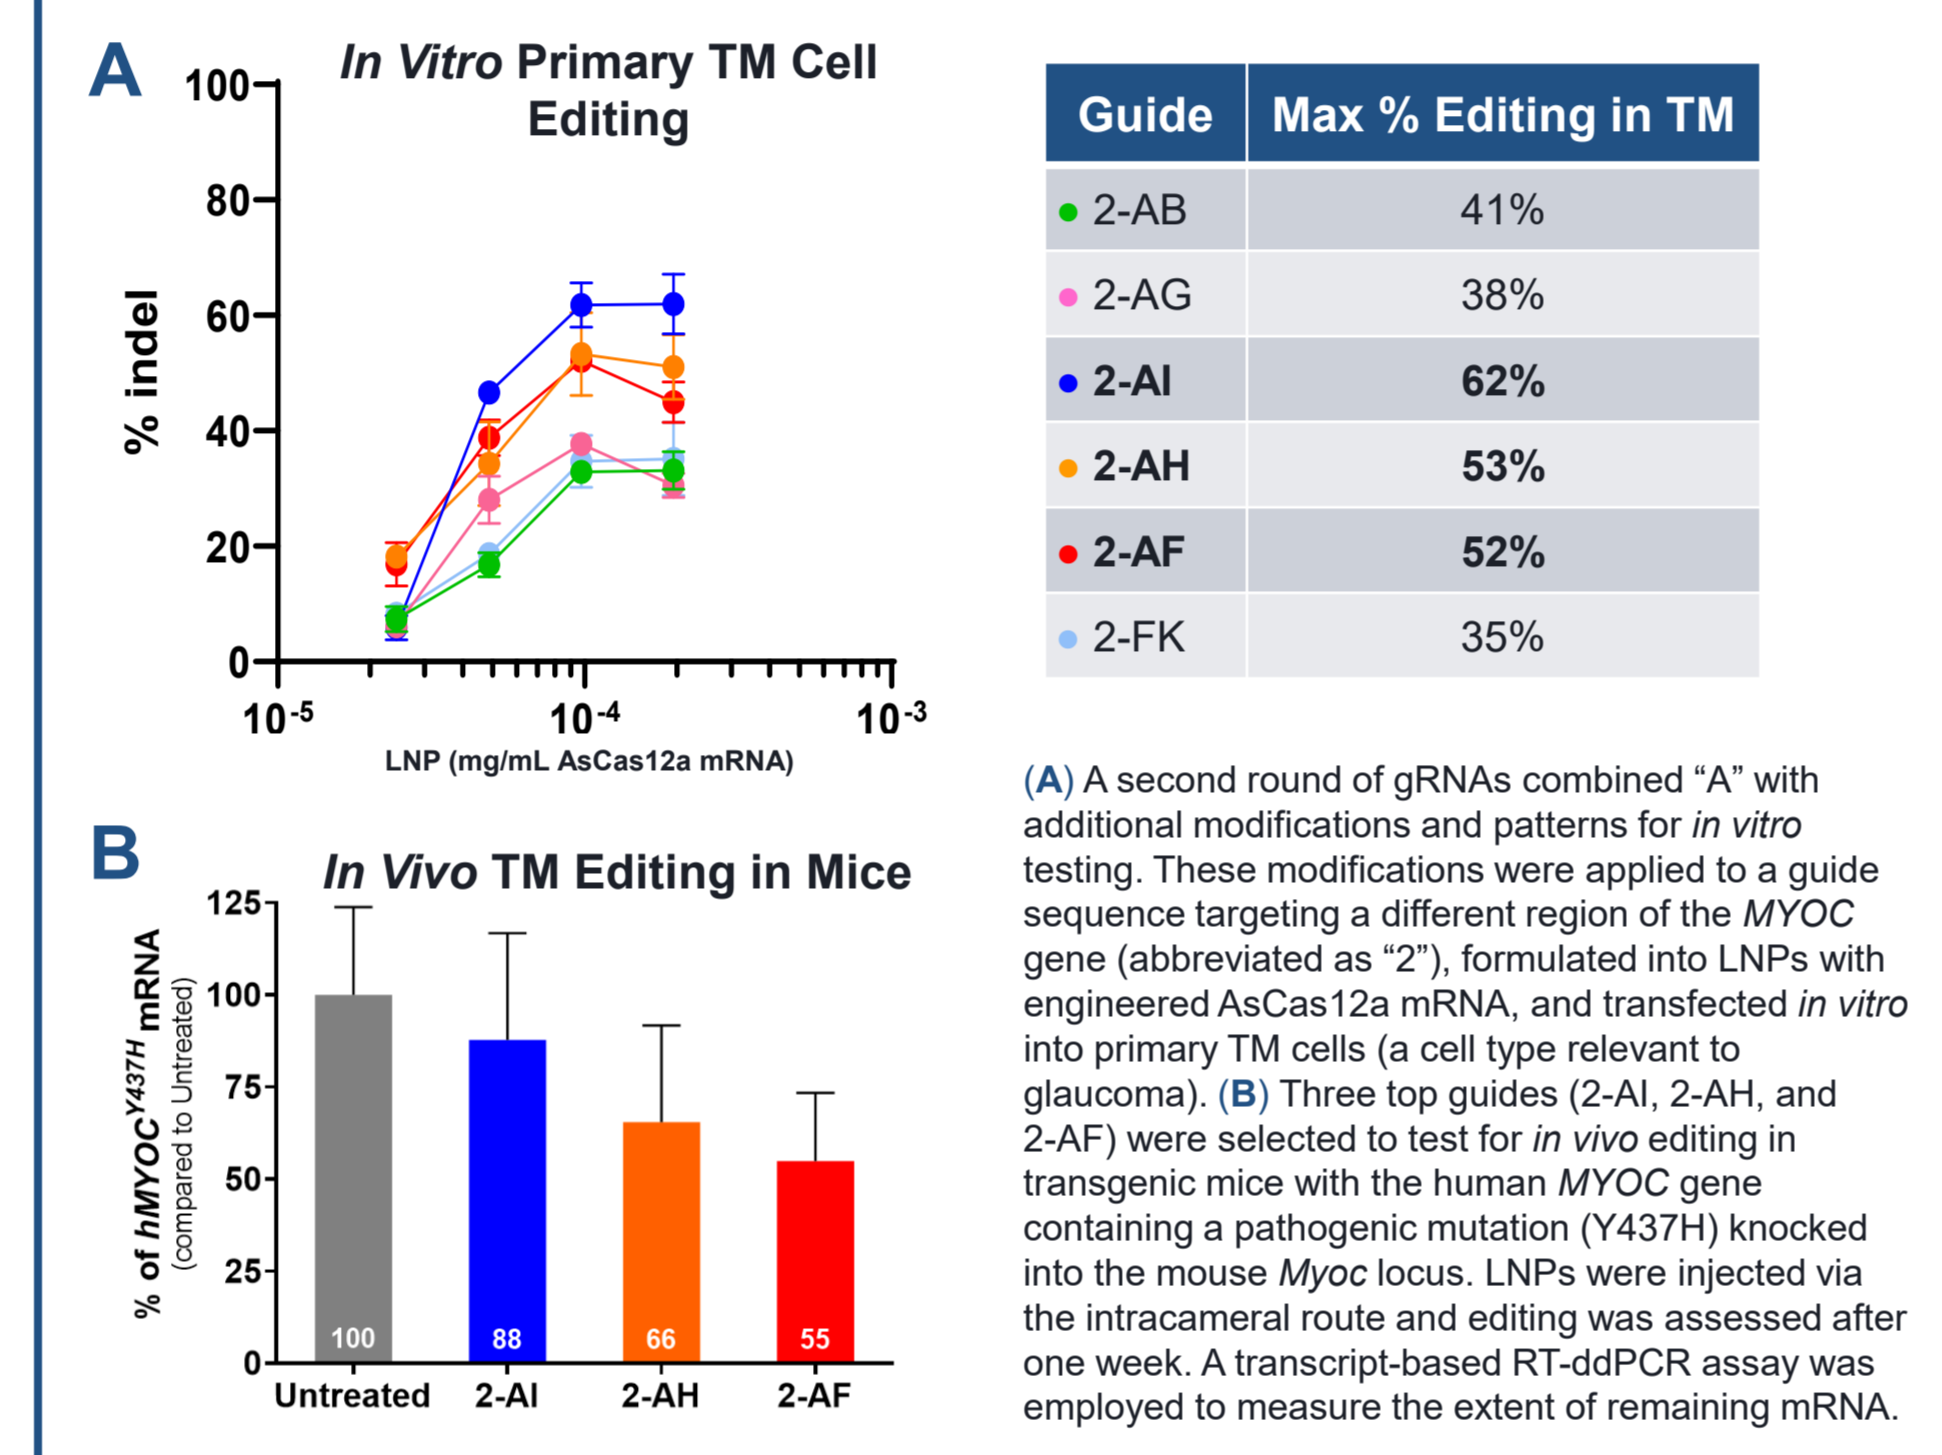 A
In Vitro Primary TM Cell
Editing
100
80
60
40
20
0
% indel
10-5
10-4
10-3
LNP (mg/mL AsCas12a mRNA)
Guide Max % Editing in TM
2-AB 41%
2-AG 38%
2-AI 62%
2-AH 53%
2-AF 52%
2-FK 35%
B
In Vivo TM Editing in Mice
125
100
75
50
25
0
% of hMYOCY437H mRNA
(compared to Untreated)
100
88
66
55
Untreated
2-AI
2-AH
2-AF
(A) A second round of gRNAs combined “A” with
additional modifications and patterns for in vitro
testing. These modifications were applied to a guide
sequence targeting a different region of the MYOC
gene (abbreviated as “2”), formulated into LNPs with
engineered AsCas12a mRNA, and transfected in vitro
into primary TM cells (a cell type relevant to
glaucoma). (B) Three top guides (2-AI, 2-AH, and
2-AF) were selected to test for in vivo editing in
transgenic mice with the human MYOC gene
containing a pathogenic mutation (Y437H) knocked
into the mouse Myoc locus. LNPs were injected via
the intracameral route and editing was assessed after
one week. A transcript-based RT-ddPCR assay was
employed to measure the extent of remaining mRNA.